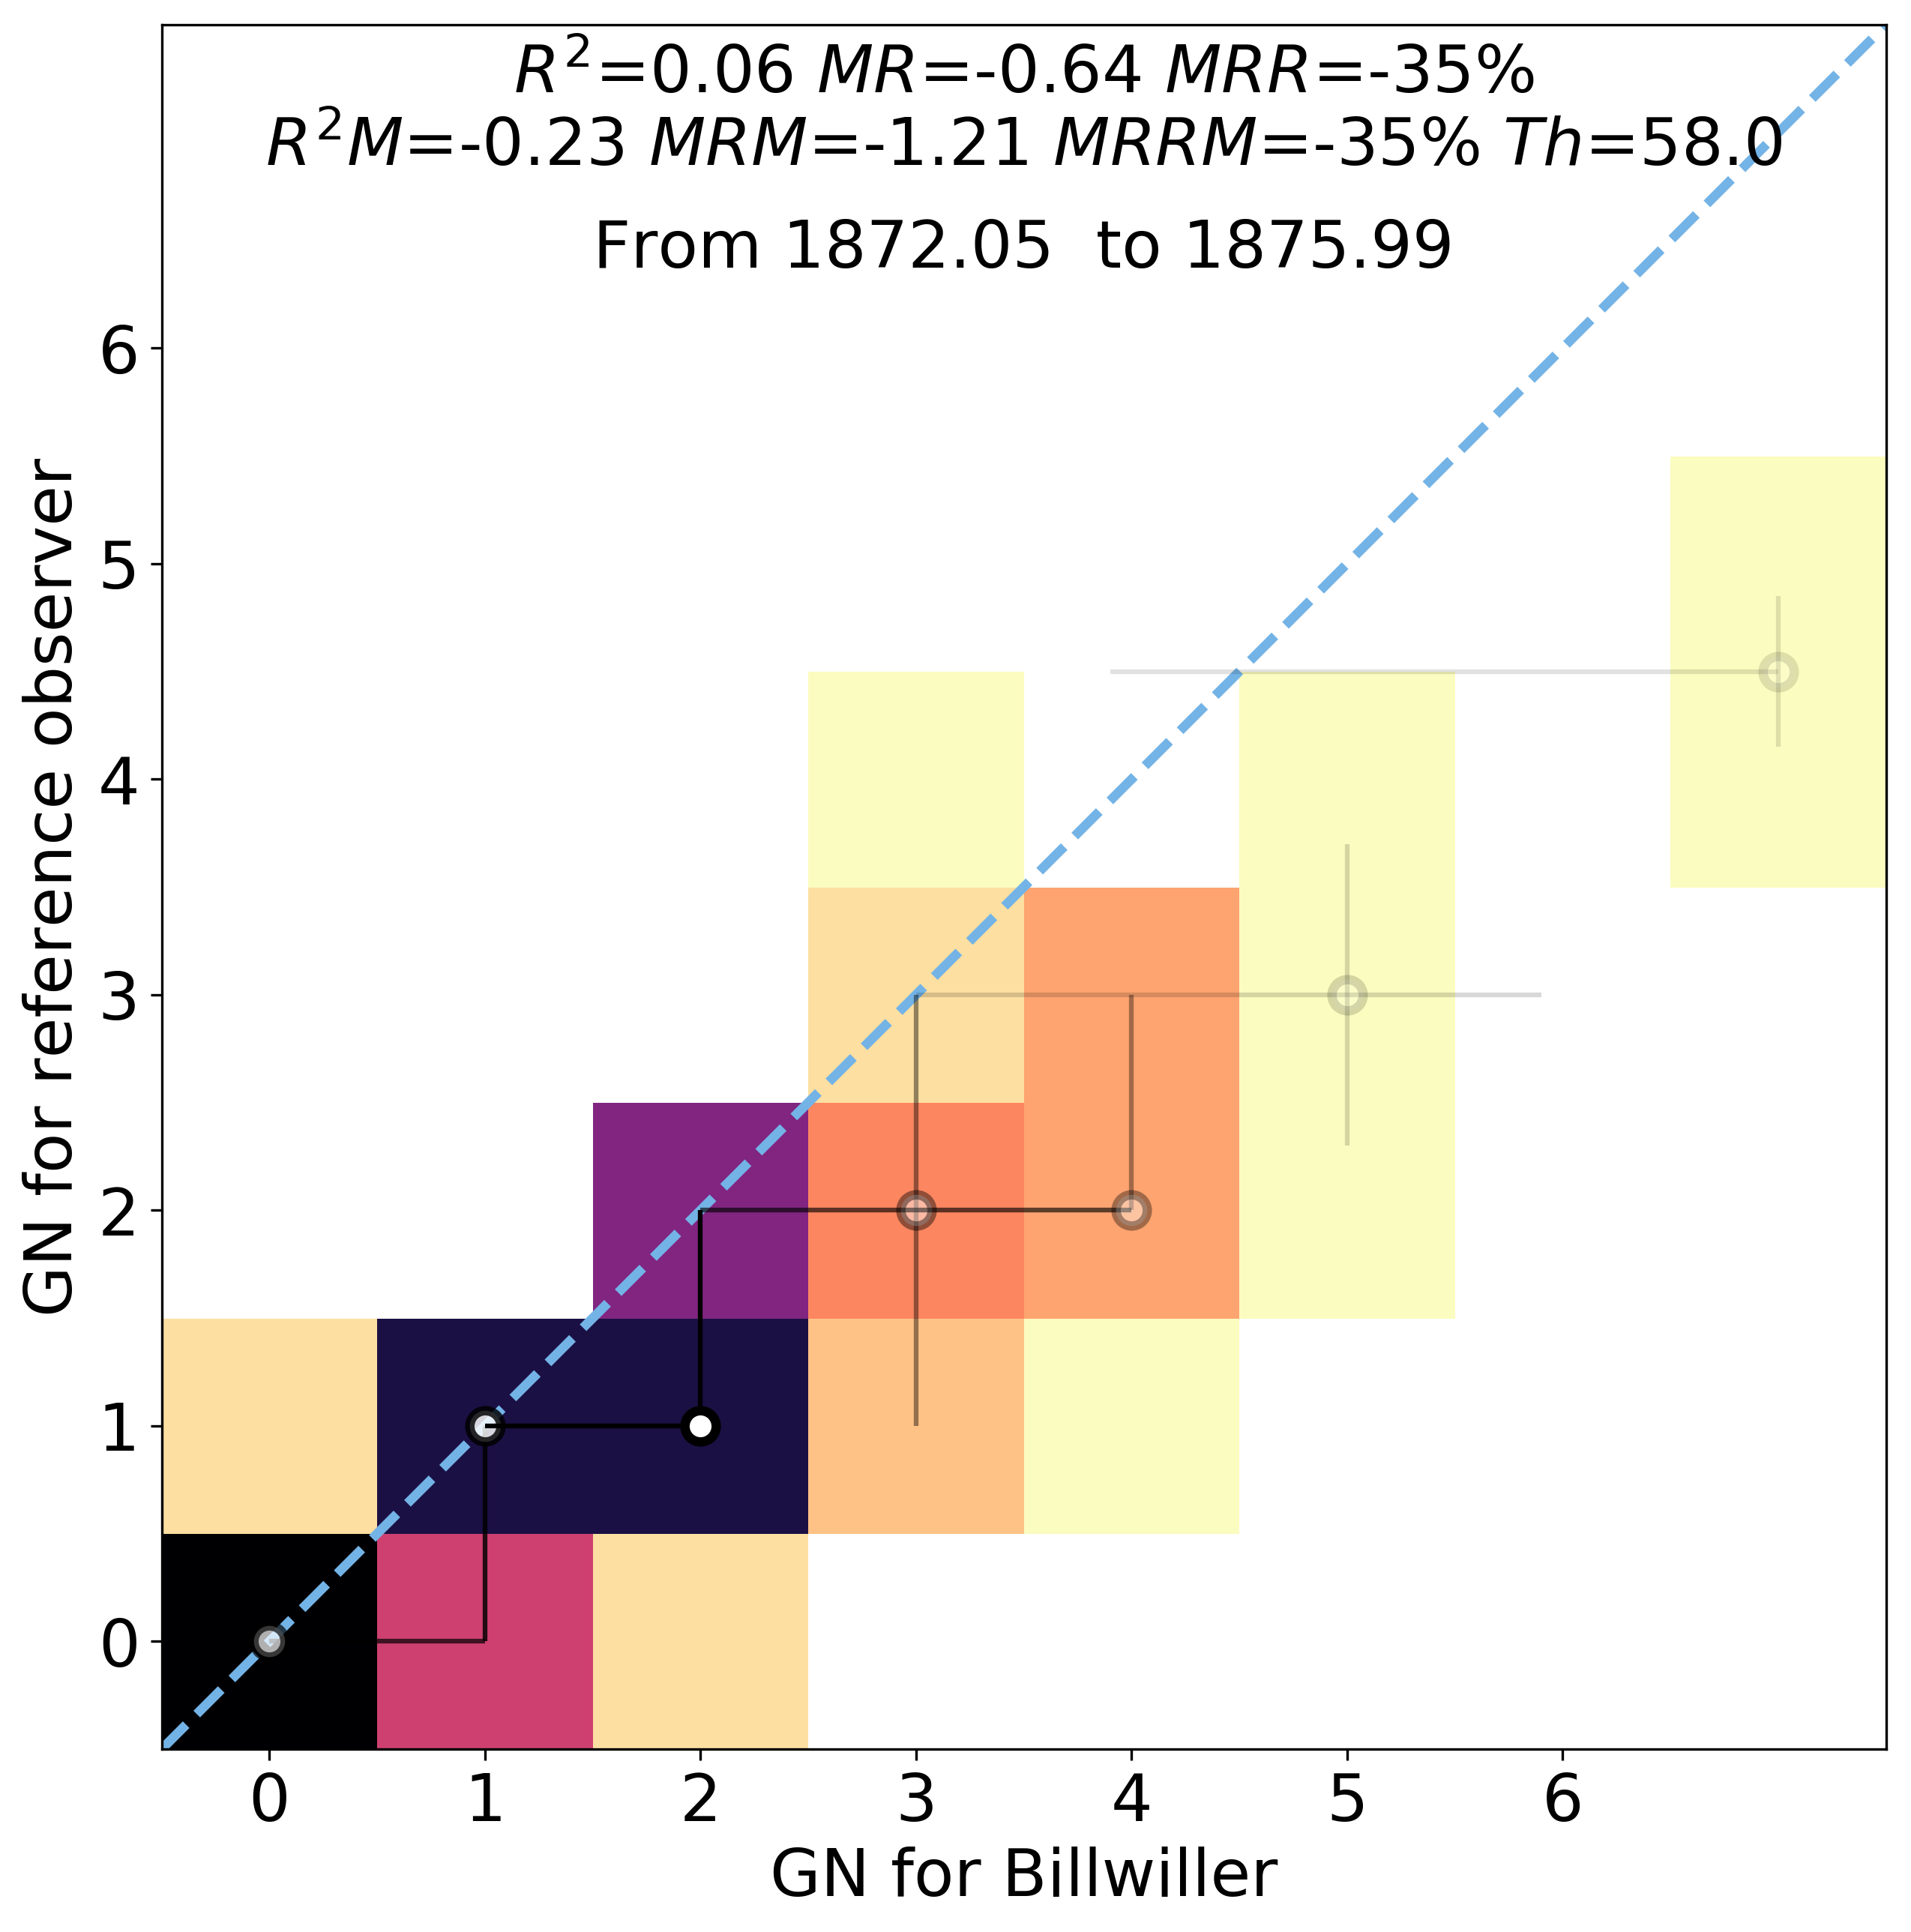 R²=0.06 MR=-0.64 MRR=-35%
R²M=-0.23 MRM=-1.21 MRRM=-35% Th=58.0
From 1872.05 to 1875.99
GN for reference observer
6
5
4
3
2
1
0
0 1 2 3 4 5 6
GN for Billwiller